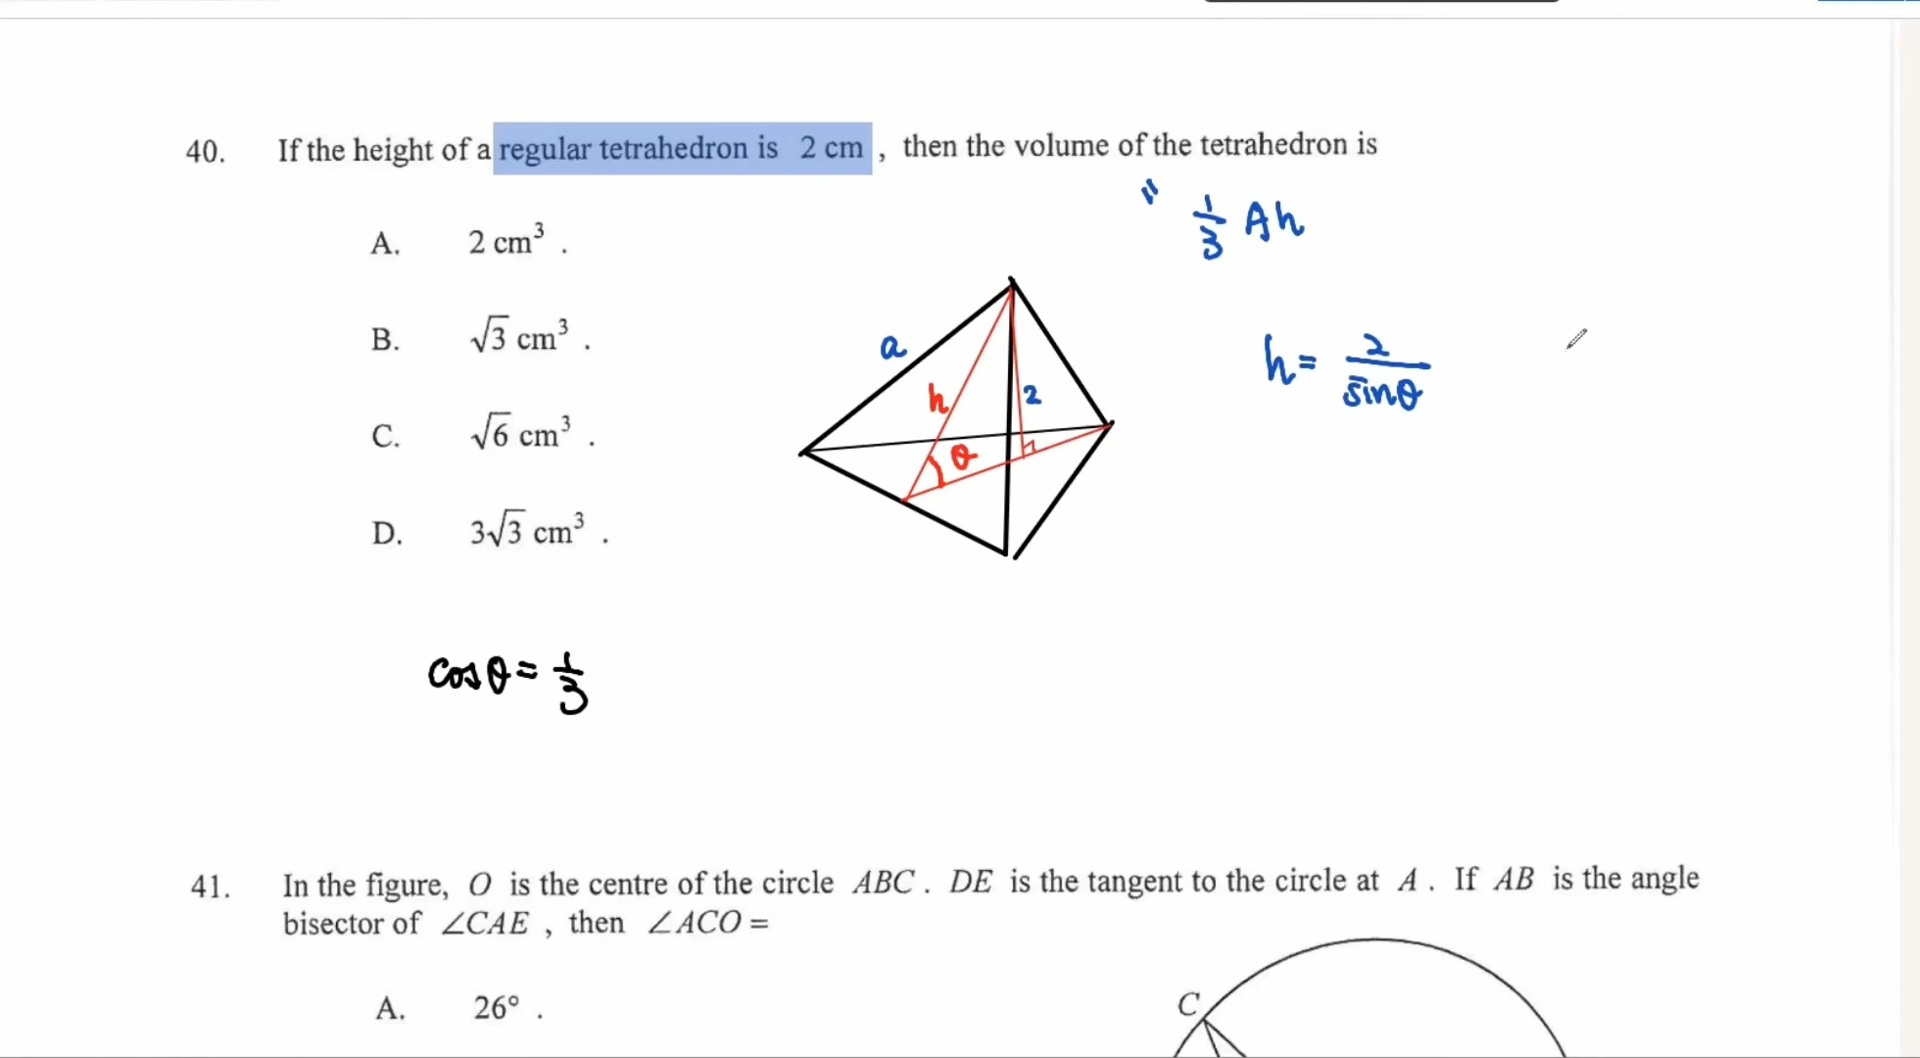 40. If the height of a regular tetrahedron is 2 cm , then the volume of the tetrahedron is
" 1/3 Ah
A. 2 cm³ .
B. √3 cm³ .
C. √6 cm³ .
D. 3√3 cm³ .
a
h
2
θ
h = 2/sinθ
cosθ = 1/3
41. In the figure, O is the centre of the circle ABC . DE is the tangent to the circle at A . If AB is the angle
bisector of ∠CAE , then ∠ACO =
A. 26° .
C